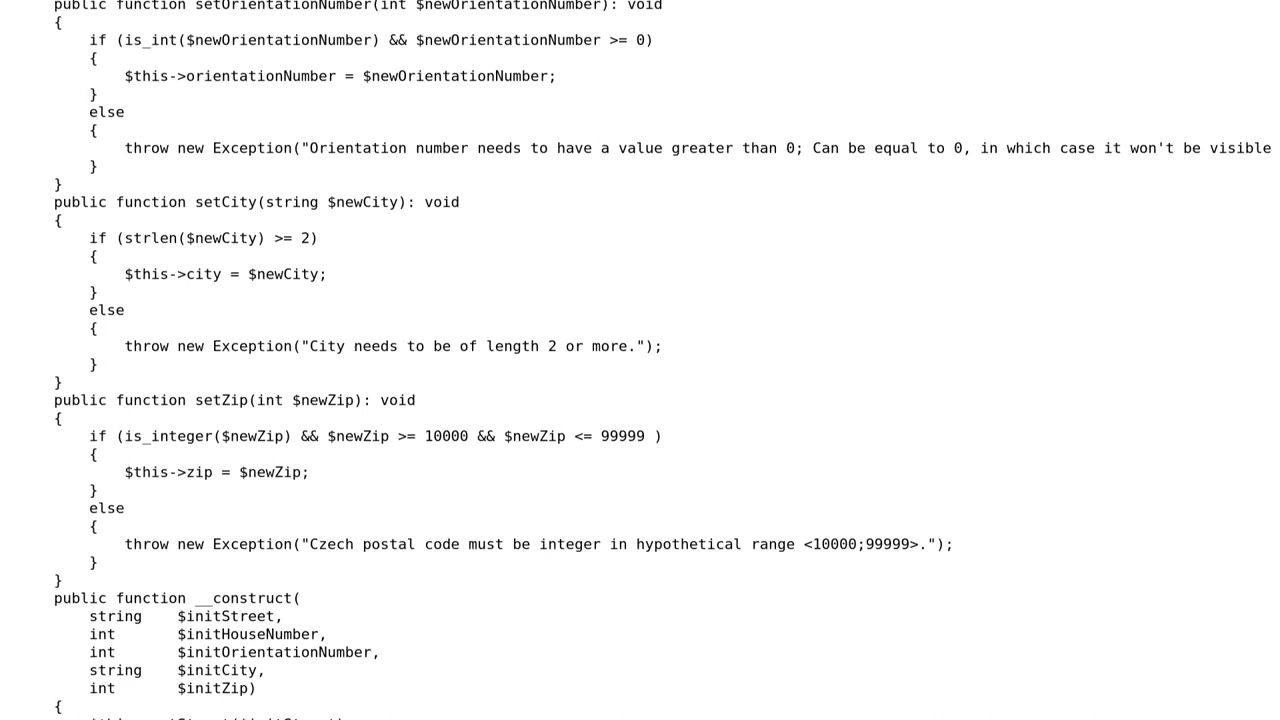 public function setOrientationNumber(int $newOrientationNumber): void
{
    if (is_int($newOrientationNumber) && $newOrientationNumber >= 0)
    {
        $this->orientationNumber = $newOrientationNumber;
    }
    else
    {
        throw new Exception("Orientation number needs to have a value greater than 0; Can be equal to 0, in which case it won't be visible
    }
}
public function setCity(string $newCity): void
{
    if (strlen($newCity) >= 2)
    {
        $this->city = $newCity;
    }
    else
    {
        throw new Exception("City needs to be of length 2 or more.");
    }
}
public function setZip(int $newZip): void
{
    if (is_integer($newZip) && $newZip >= 10000 && $newZip <= 99999 )
    {
        $this->zip = $newZip;
    }
    else
    {
        throw new Exception("Czech postal code must be integer in hypothetical range <10000;99999>.");
    }
}
public function __construct(
    string    $initStreet,
    int       $initHouseNumber,
    int       $initOrientationNumber,
    string    $initCity,
    int       $initZip)
{